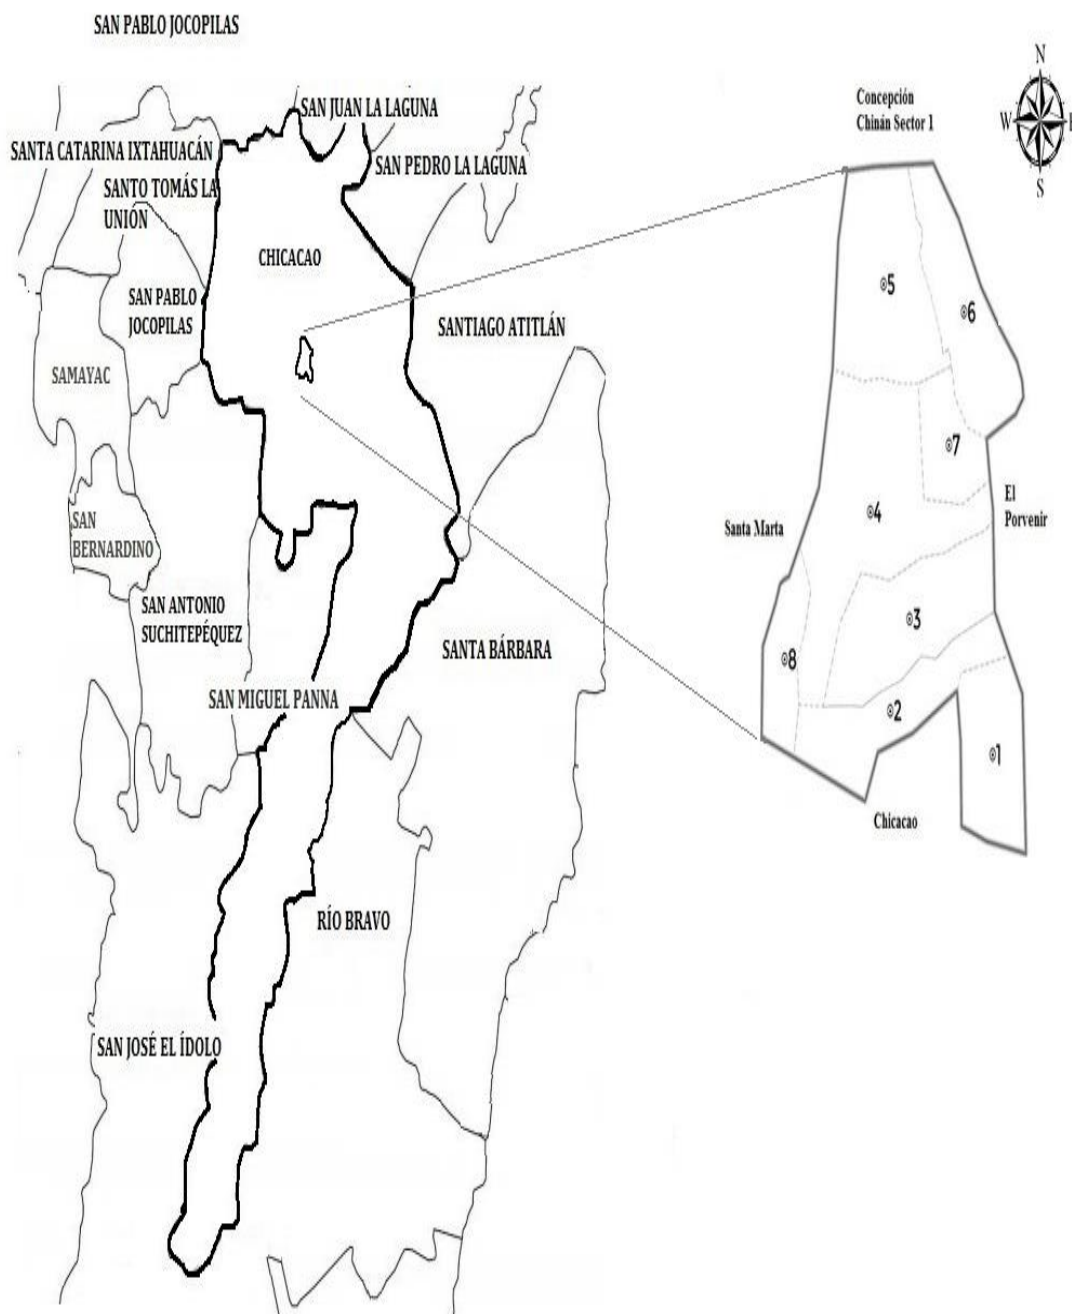 SAN PABLO JOCOPILAS
SAN JUAN LA LAGUNA
SANTA CATARINA IXTAHUACÁN
SAN PEDRO LA LAGUNA
SANTO TOMÁS LA
UNIÓN
CHICACAO
SAN PABLO
JOCOPILAS
SANTIAGO ATITLÁN
SAMAYAC
SAN
BERNARDINO
SAN ANTONIO
SUCHITEPÉQUEZ
SANTA BÁRBARA
SAN MIGUEL PANNA
RÍO BRAVO
SAN JOSÉ EL ÍDOLO
N
W
E
S
Concepción
Chinán Sector 1
5
6
7
4
El
Porvenir
Santa Marta
3
8
2
1
Chicacao